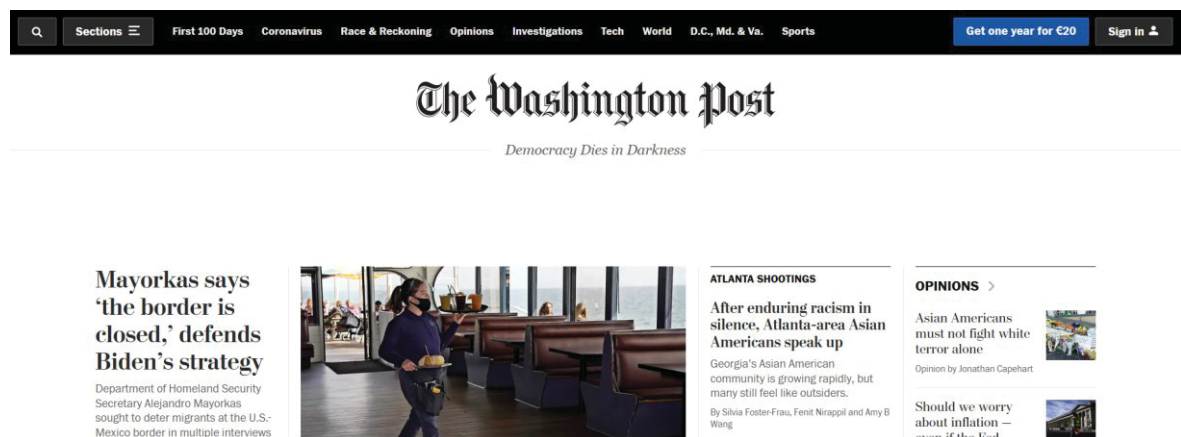 Sections
First 100 Days
Coronavirus
Race & Reckoning
Opinions
Investigations
Tech
World
D.C., Md. & Va.
Sports
Get one year for €20
Sign in
The Washington Post
Democracy Dies in Darkness
Mayorkas says
‘the border is
closed,’ defends
Biden’s strategy
Department of Homeland Security
Secretary Alejandro Mayorkas
sought to deter migrants at the U.S.-
Mexico border in multiple interviews
ATLANTA SHOOTINGS
After enduring racism in
silence, Atlanta-area Asian
Americans speak up
Georgia's Asian American
community is growing rapidly, but
many still feel like outsiders.
By Silvia Foster-Frau, Fenit Nirappil and Amy B
Wang
OPINIONS
Asian Americans
must not fight white
terror alone
Opinion by Jonathan Capehart
Should we worry
about inflation —
even if the Fed